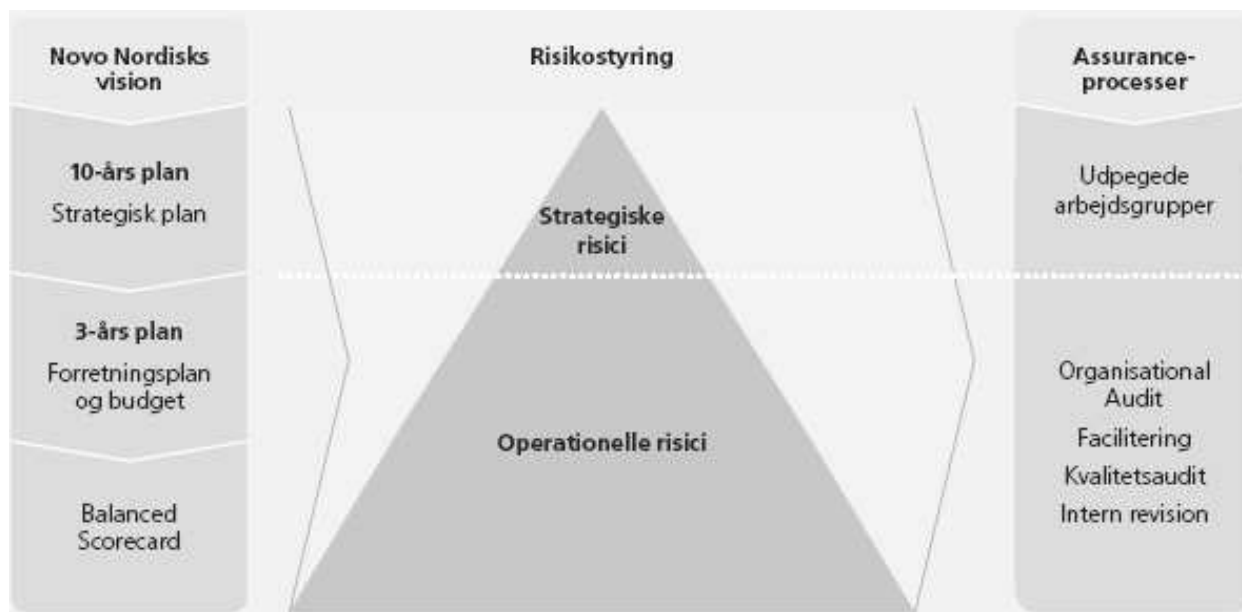 Novo Nordisks
vision
10-års plan
Strategisk plan
3-års plan
Forretningsplan
og budget
Balanced
Scorecard
Risikostyring
Strategiske
risici
Operationelle risici
Assurance-
processer
Udpegede
arbejdsgrupper
Organisational
Audit
Facilitering
Kvalitetsaudit
Intern revision